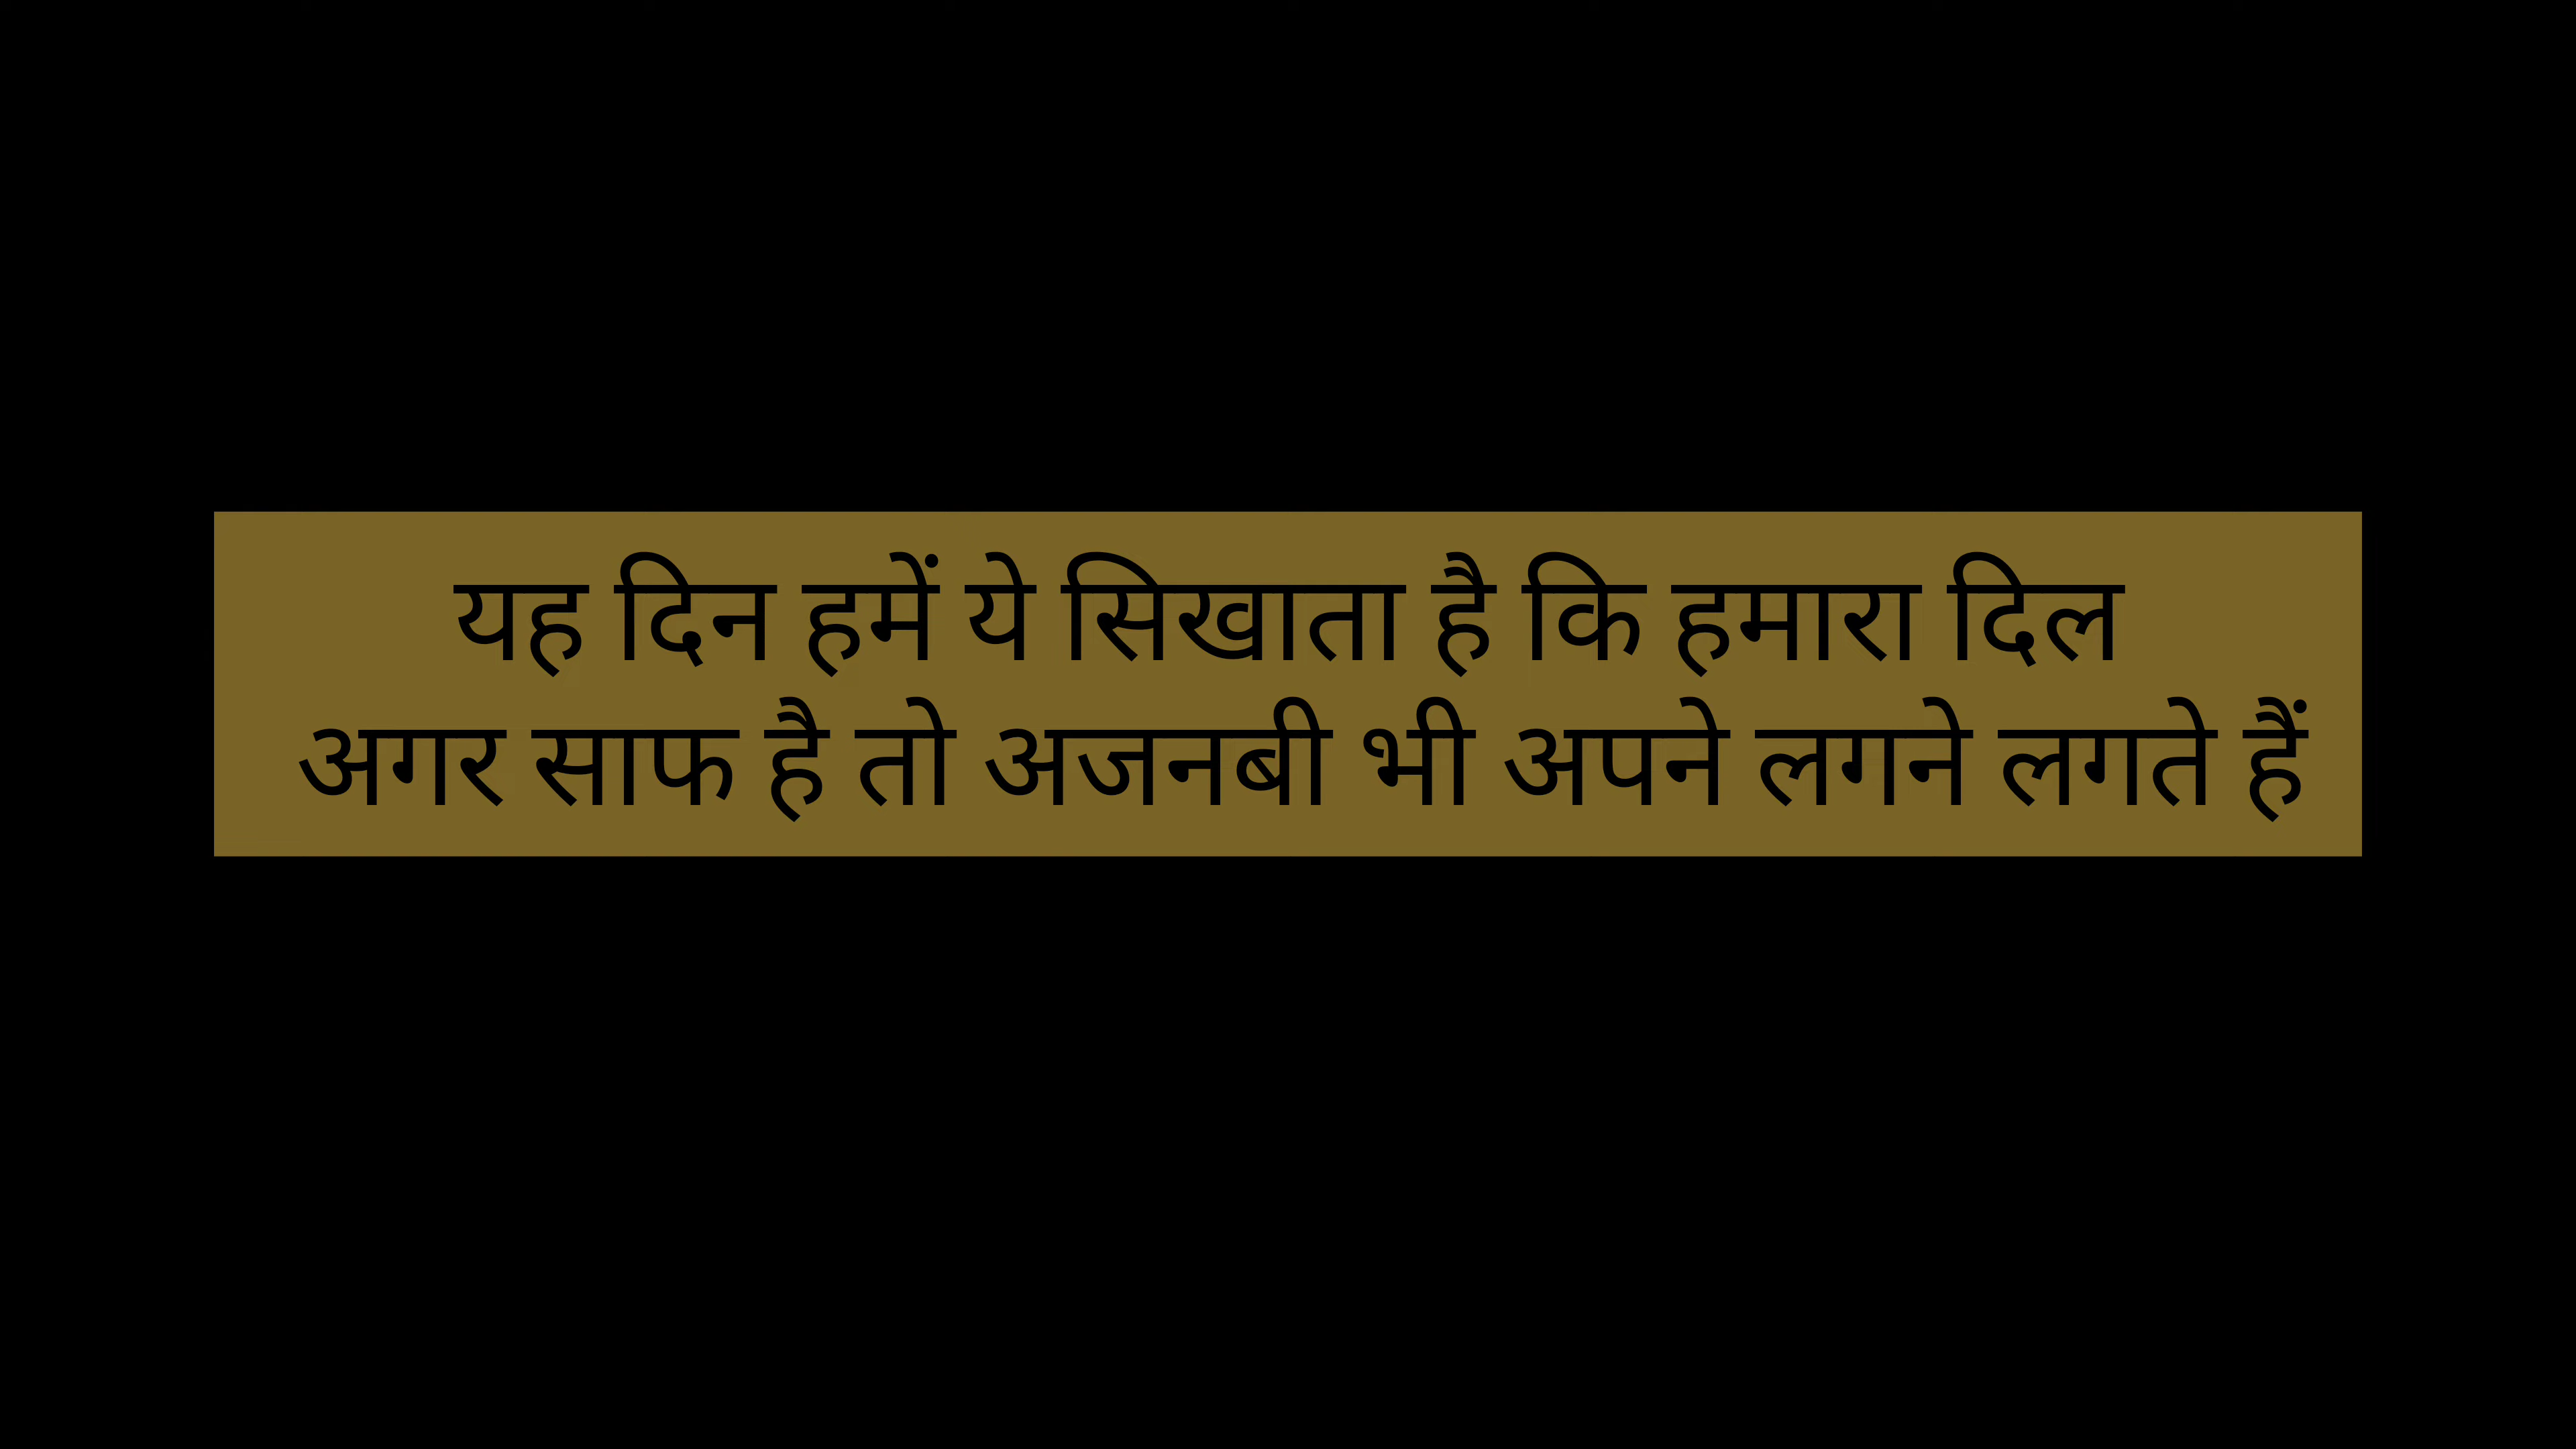 यह दिन हमें ये सिखाता है कि हमारा दिल
अगर साफ है तो अजनबी भी अपने लगने लगते हैं